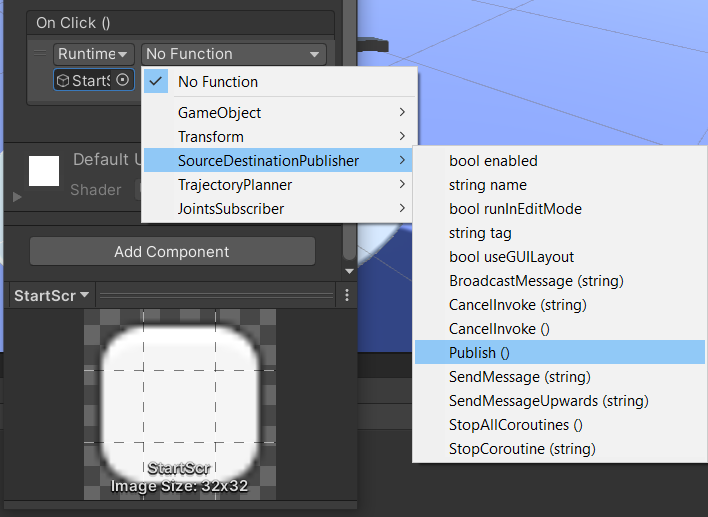 On Click ()
Runtime No Function
StartS
No Function
GameObject
Transform
SourceDestinationPublisher
TrajectoryPlanner
JointsSubscriber
bool enabled
string name
bool runInEditMode
string tag
bool useGUILayout
BroadcastMessage (string)
CancelInvoke (string)
CancelInvoke ()
Publish ()
SendMessage (string)
SendMessageUpwards (string)
StopAllCoroutines ()
StopCoroutine (string)
Default U
Shader
Add Component
StartScr
StartScr
Image Size: 32x32